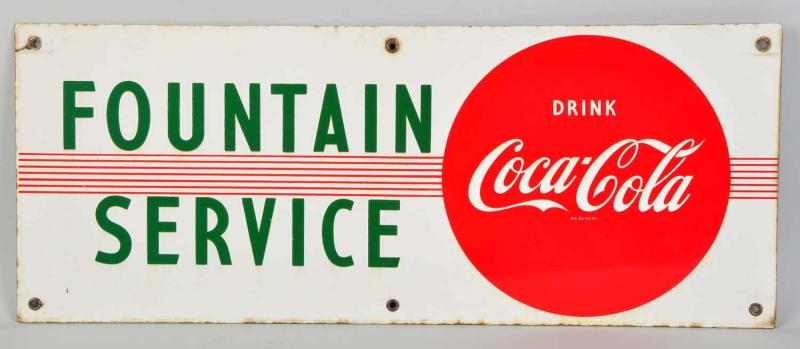 FOUNTAIN
SERVICE
DRINK
Coca-Cola